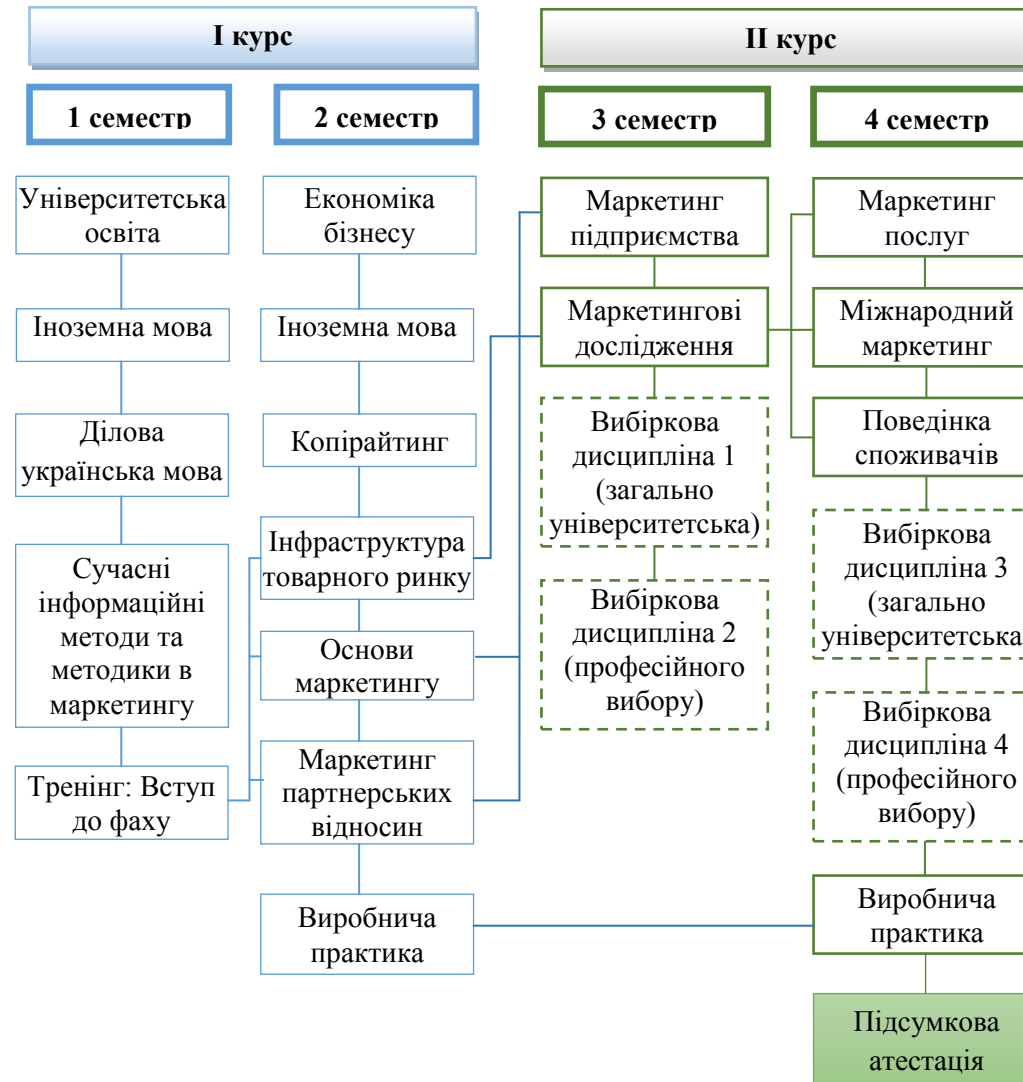 І курс
ІІ курс
1 семестр
2 семестр
3 семестр
4 семестр
Університетська
освіта
Іноземна мова
Ділова
українська мова
Сучасні
інформаційні
методи та
методики в
маркетингу
Тренінг: Вступ
до фаху
Економіка
бізнесу
Іноземна мова
Копірайтинг
Інфраструктура
товарного ринку
Основи
маркетингу
Маркетинг
партнерських
відносин
Виробнича
практика
Маркетинг
підприємства
Маркетингові
дослідження
Вибіркова
дисципліна 1
(загально
університетська)
Вибіркова
дисципліна 2
(професійного
вибору)
Маркетинг
послуг
Міжнародний
маркетинг
Поведінка
споживачів
Вибіркова
дисципліна 3
(загально
університетська
Вибіркова
дисципліна 4
(професійного
вибору)
Виробнича
практика
Підсумкова
атестація